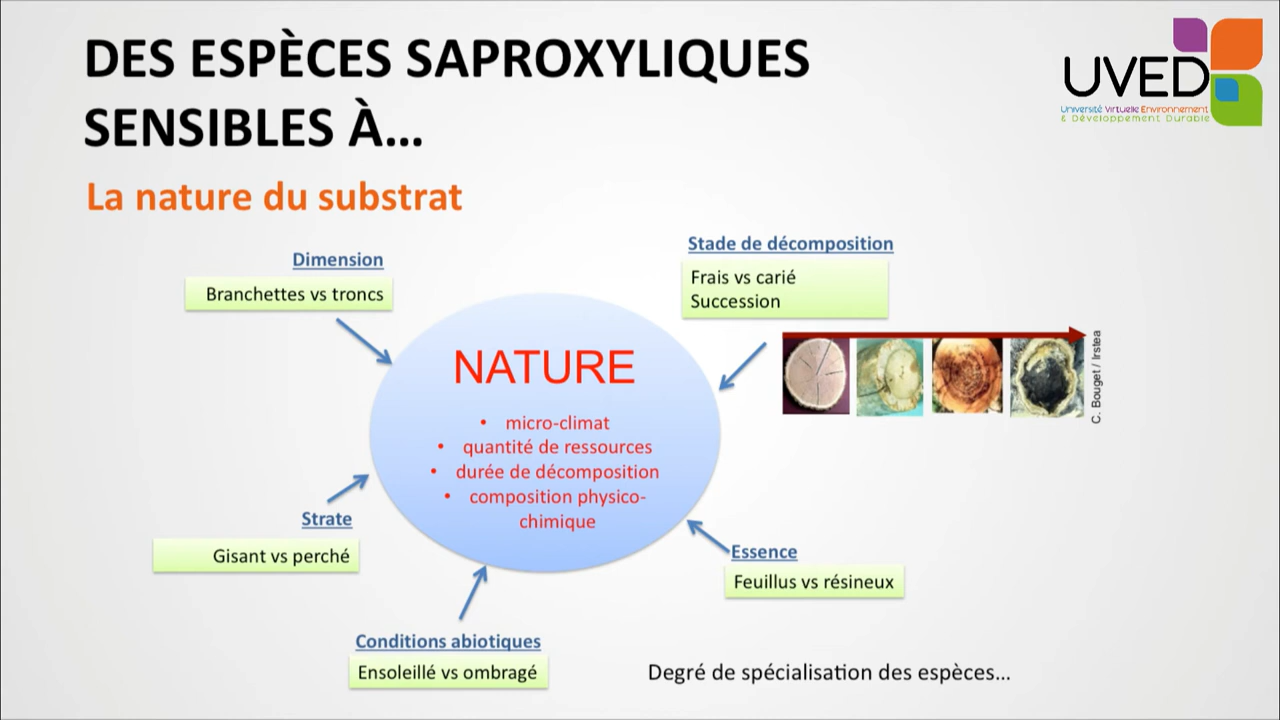 DES ESPÈCES SAPROXYLIQUES
SENSIBLES À...
UVED
Université Virtuelle Environnement
& Développement Durable
La nature du substrat
Dimension
Branchettes vs troncs
Stade de décomposition
Frais vs carié
Succession
C. Bouget / Irstea
NATURE
• micro-climat
• quantité de ressources
• durée de décomposition
• composition physico-
chimique
Strate
Gisant vs perché
Essence
Feuillus vs résineux
Conditions abiotiques
Ensoleillé vs ombragé
Degré de spécialisation des espèces...